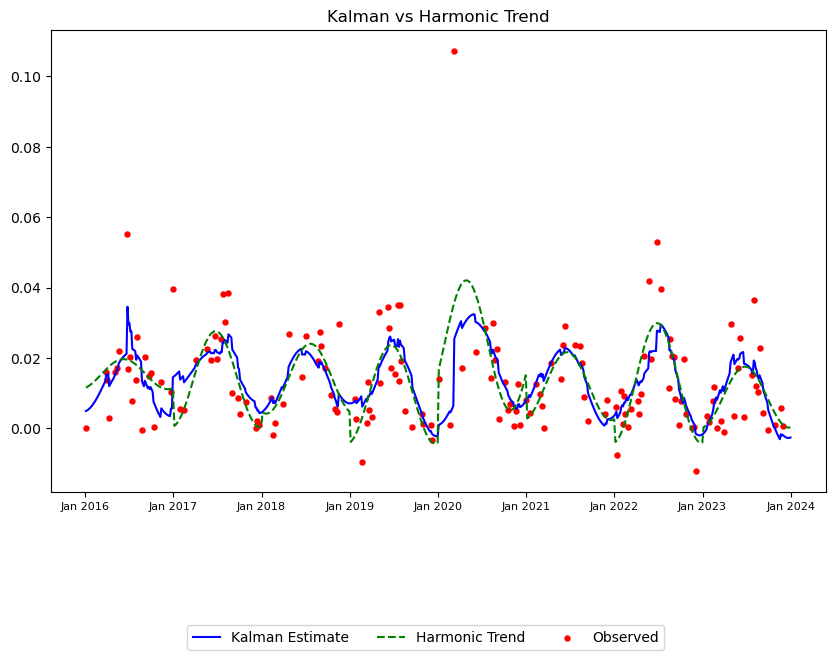 Kalman vs Harmonic Trend
0.10
0.08
0.06
0.04
0.02
0.00
Jan 2016 Jan 2017 Jan 2018 Jan 2019 Jan 2020 Jan 2021 Jan 2022 Jan 2023 Jan 2024
Kalman Estimate Harmonic Trend Observed